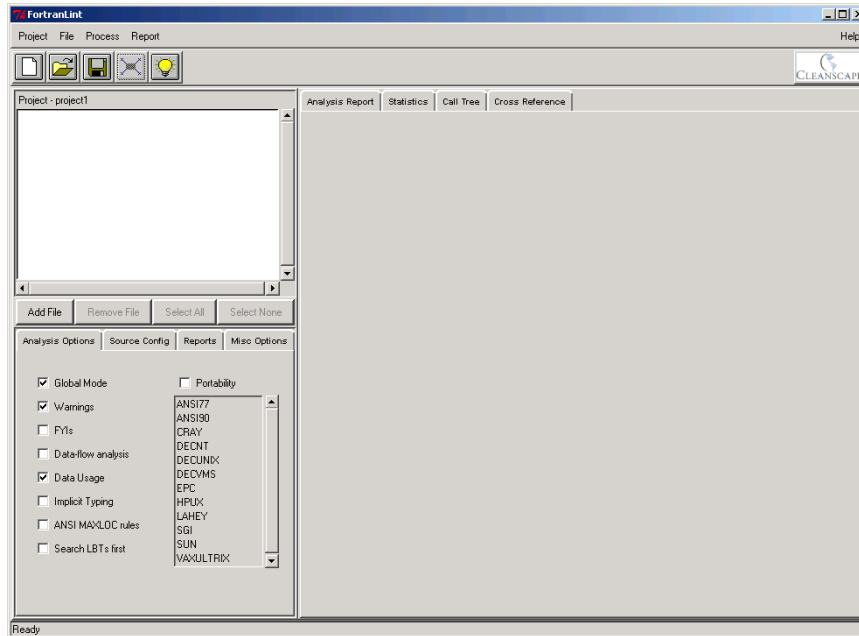 FortranLint
Project File Process Report Help
CLEANSCAPE
Project - project1
Analysis Report Statistics Call Tree Cross Reference
Add File Remove File Select All Select None
Analysis Options Source Config Reports Misc Options
Global Mode
Warnings
FYIs
Data-flow analysis
Data Usage
Implicit Typing
ANSI MAXLOC rules
Search LBTs first
Portability
ANSI77
ANSI90
CRAY
DECNT
DECUNIX
DECVMS
EPC
HPUX
LAHEY
SGI
SUN
VAXULTRIX
Ready